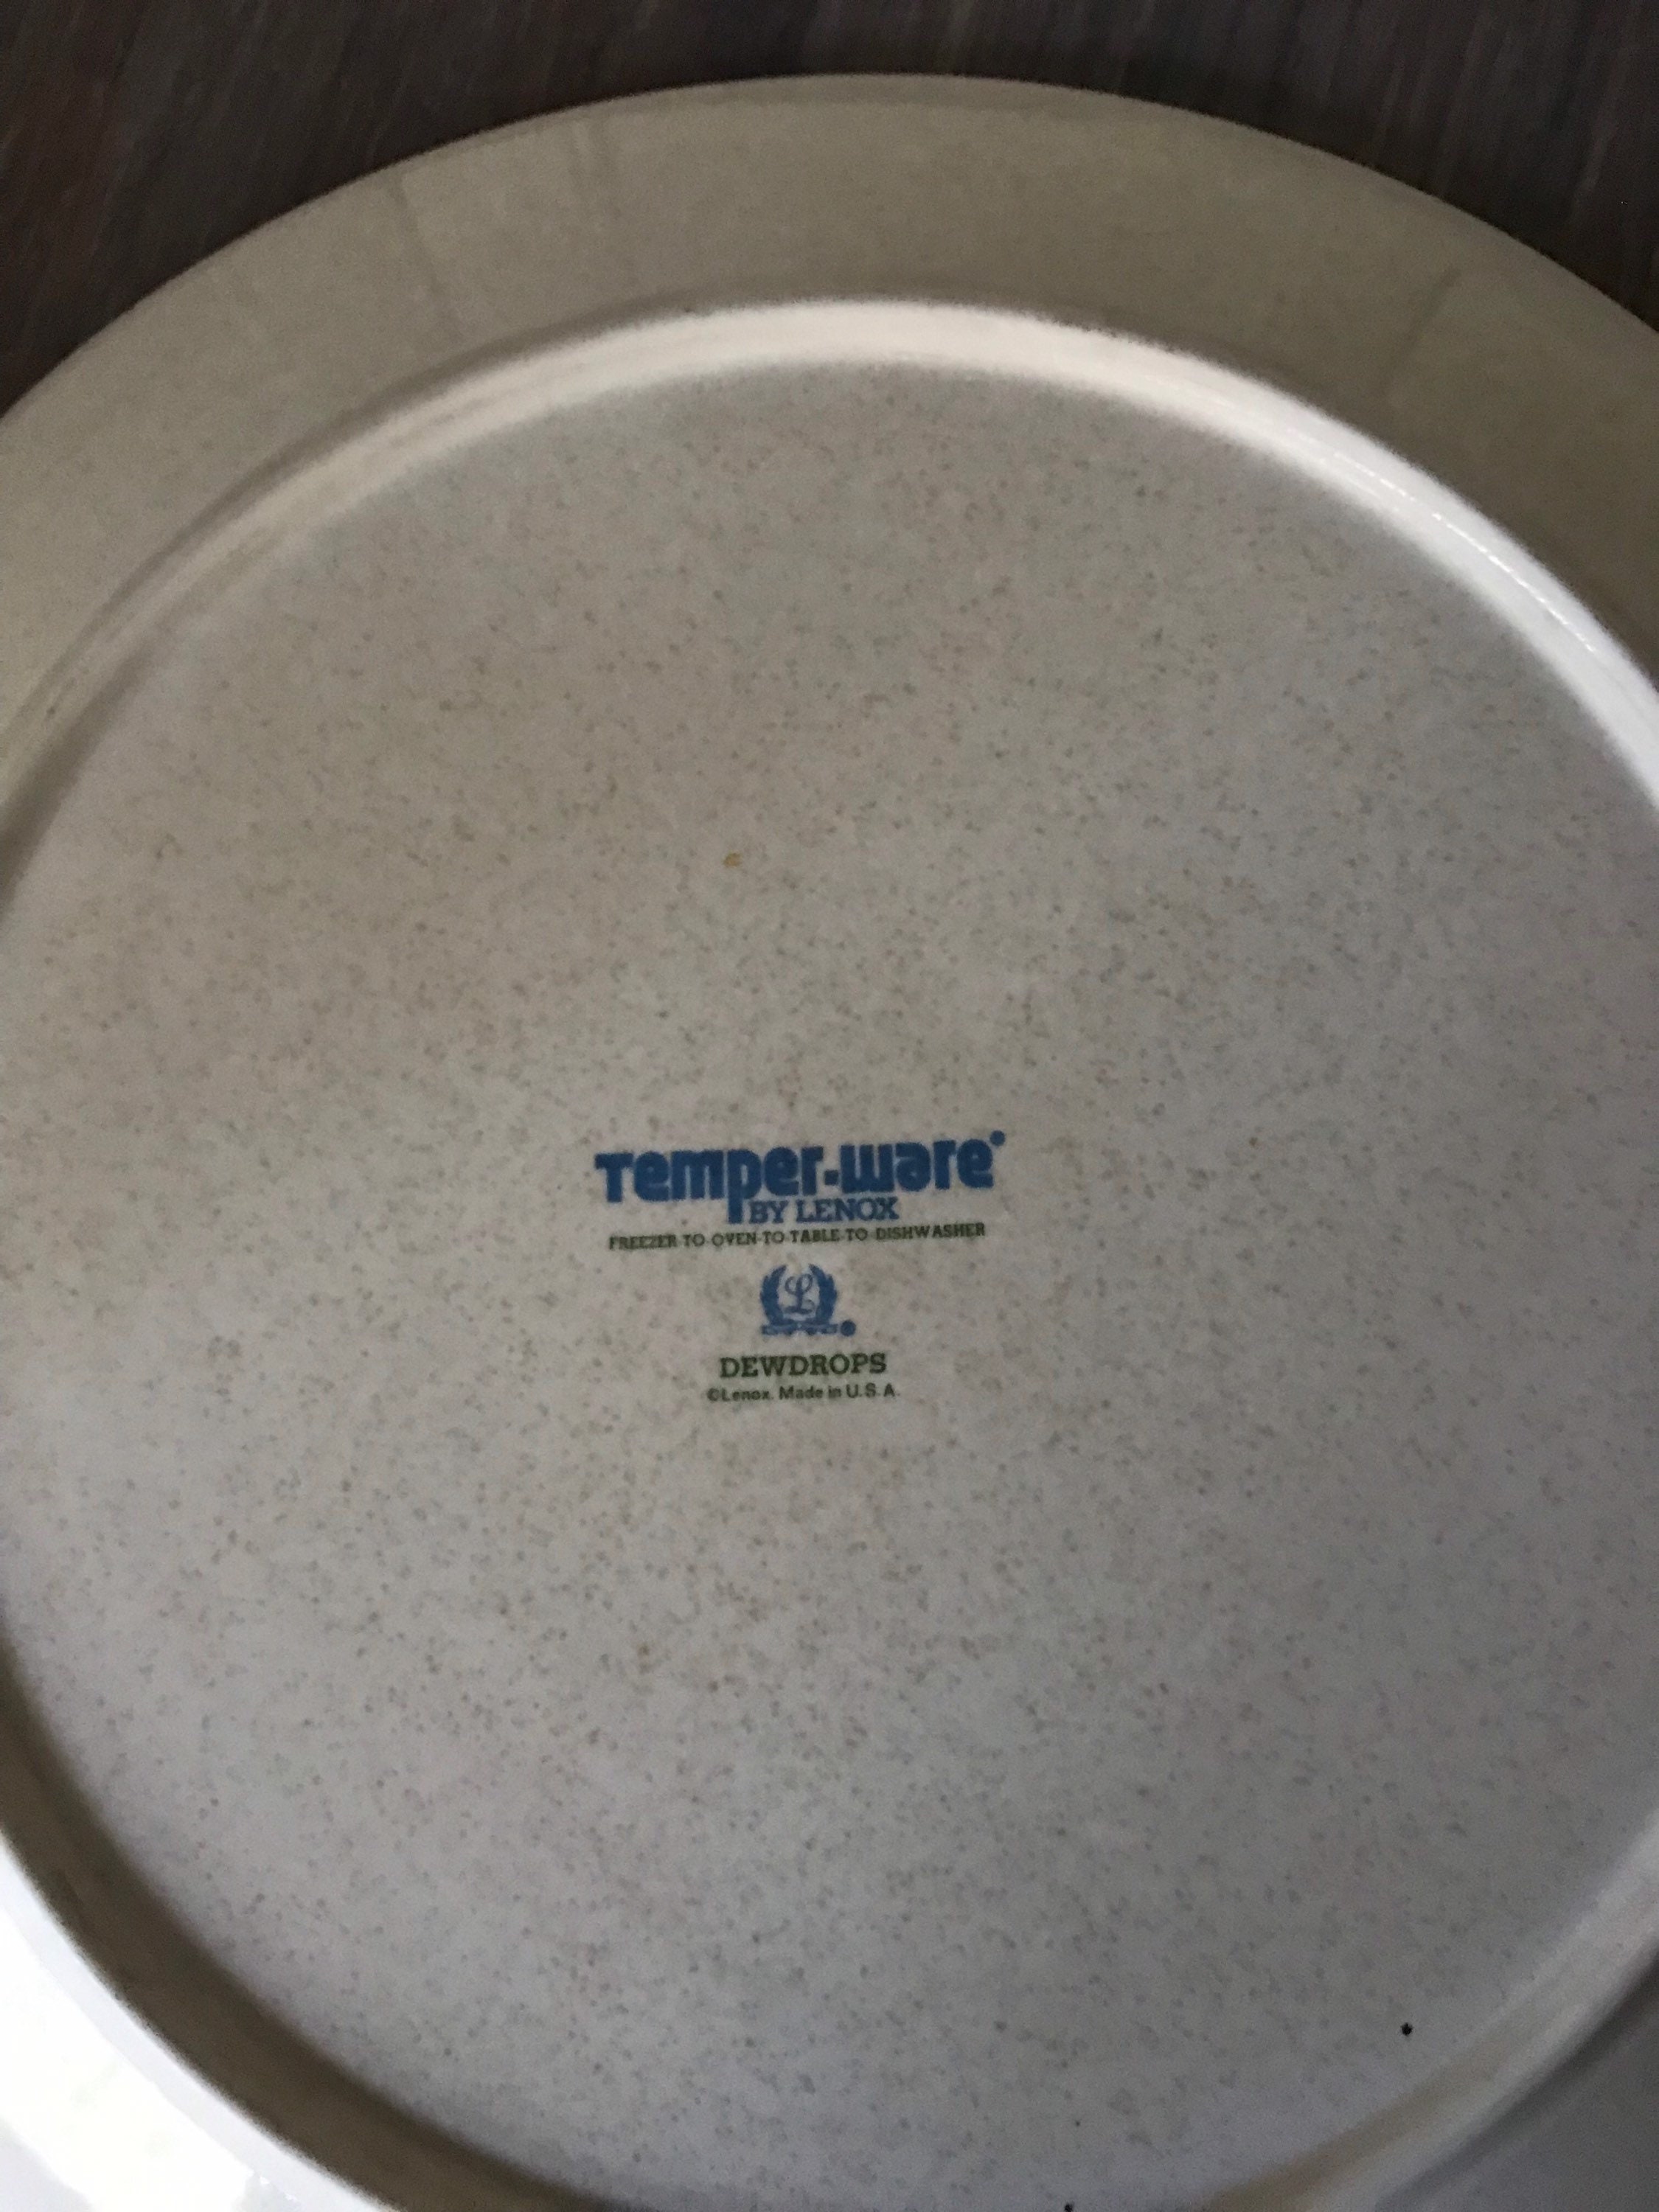 Temper-ware
BY LENOX
FREEZER-TO-OVEN-TO-TABLE-TO-DISHWASHER
L
DEWDROPS
©Lenox. Made in U.S.A.